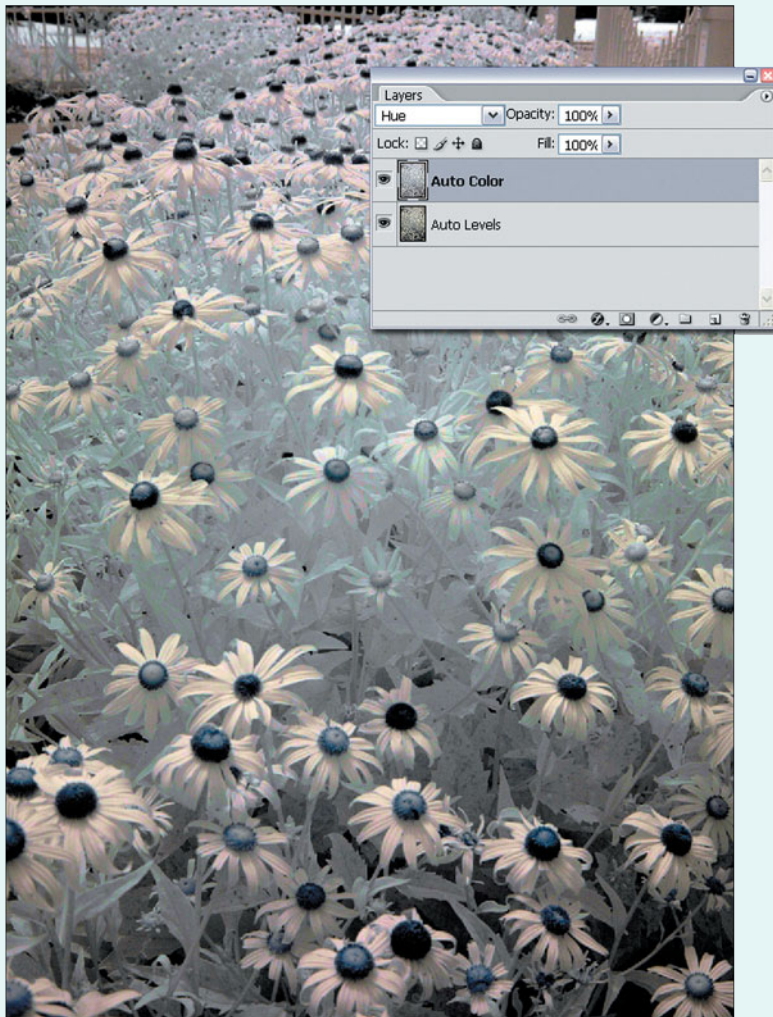 Layers
Hue Opacity: 100%
Lock: Fill: 100%
Auto Color
Auto Levels